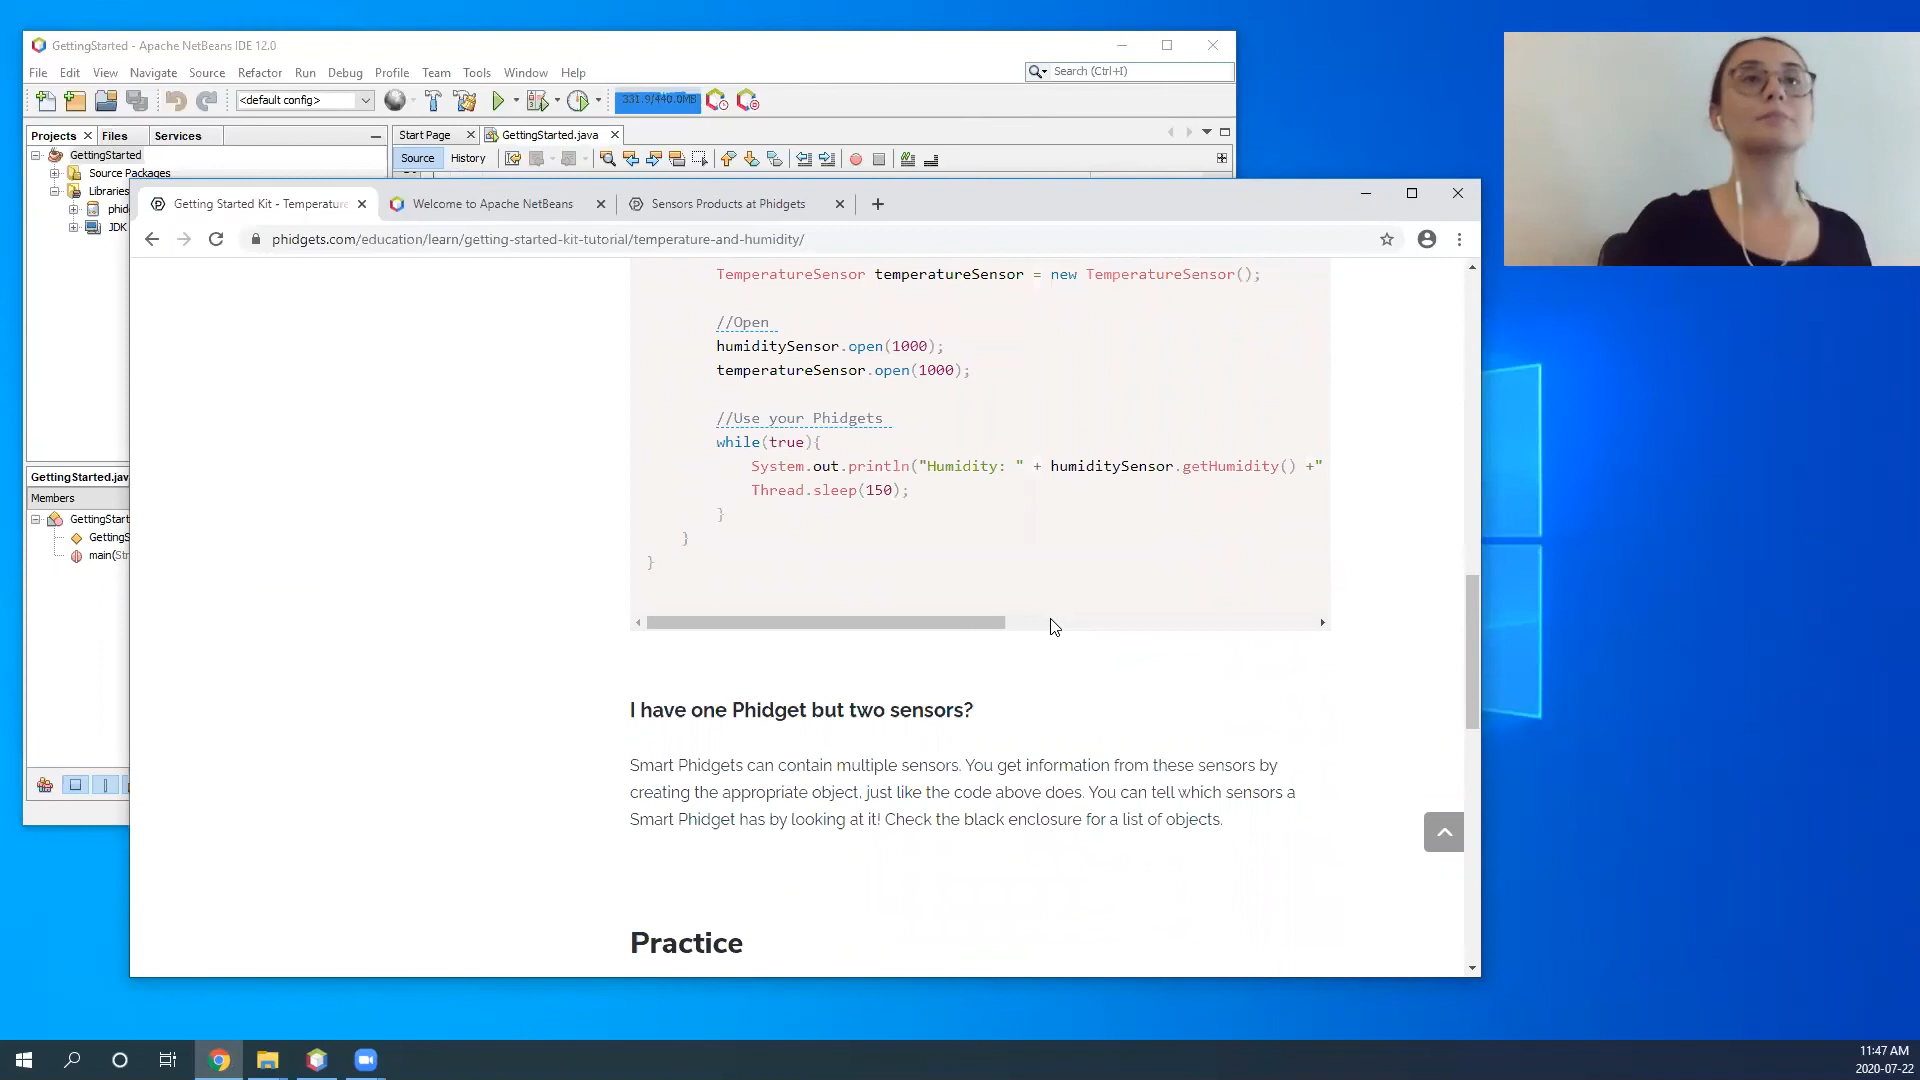 GettingStarted - Apache NetBeans IDE 12.0
File Edit View Navigate Source Refactor Run Debug Profile Team Tools Window Help
Search (Ctrl+I)
<default config>
331.9/440.0MB
Projects Files Services
Start Page GettingStarted.java
GettingStarted
Source History
Source Packages
Libraries
phid
JDK
Getting Started Kit - Temperature
Welcome to Apache NetBeans
Sensors Products at Phidgets
phidgets.com/education/learn/getting-started-kit-tutorial/temperature-and-humidity/
TemperatureSensor temperatureSensor = new TemperatureSensor();
//Open
humiditySensor.open(1000);
temperatureSensor.open(1000);
//Use your Phidgets
while(true){
System.out.println("Humidity: " + humiditySensor.getHumidity() +"
Thread.sleep(150);
}
}
}
GettingStarted.jav
Members
GettingStart
GettingS
main(Str
I have one Phidget but two sensors?
Smart Phidgets can contain multiple sensors. You get information from these sensors by
creating the appropriate object, just like the code above does. You can tell which sensors a
Smart Phidget has by looking at it! Check the black enclosure for a list of objects.
Practice
11:47 AM
2020-07-22